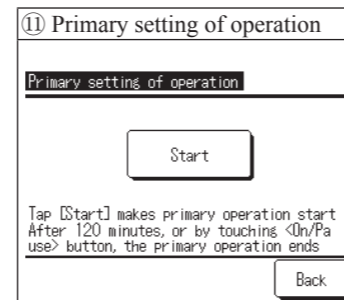 ⑪ Primary setting of operation
Primary setting of operation
Start
Tap [Start] makes primary operation start
After 120 minutes, or by touching <On/Pa
use> button, the primary operation ends
Back